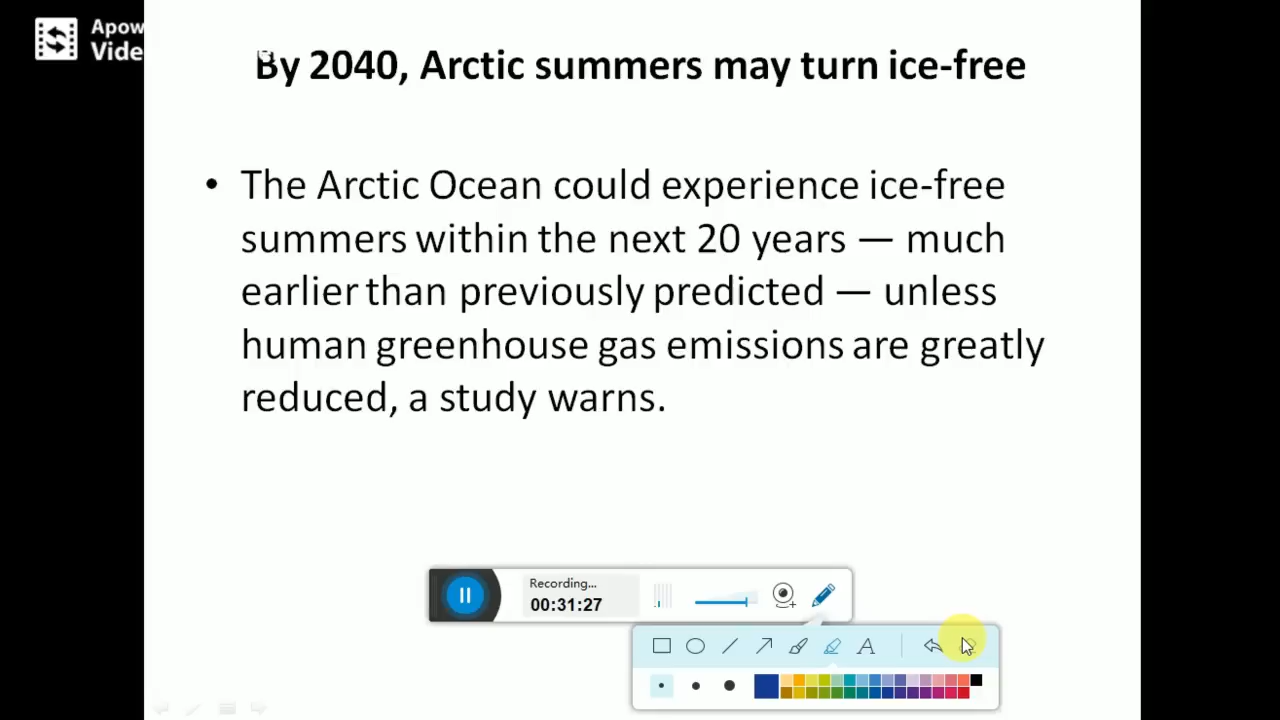 Apow
Vide
By 2040, Arctic summers may turn ice-free
• The Arctic Ocean could experience ice-free
summers within the next 20 years — much
earlier than previously predicted — unless
human greenhouse gas emissions are greatly
reduced, a study warns.
Recording...
00:31:27
A